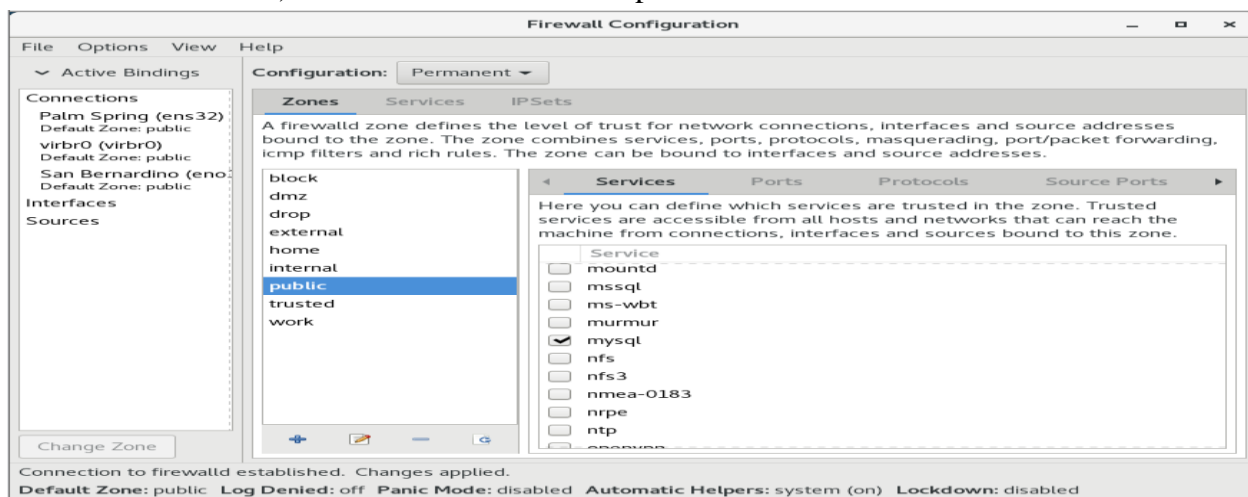 Firewall Configuration
File Options View Help
Active Bindings
Configuration: Permanent
Connections
Palm Spring (ens32)
Default Zone: public
virbr0 (virbr0)
Default Zone: public
San Bernardino (eno
Default Zone: public
Interfaces
Sources
Change Zone
Zones Services IPSets
A firewalld zone defines the level of trust for network connections, interfaces and source addresses
bound to the zone. The zone combines services, ports, protocols, masquerading, port/packet forwarding,
icmp filters and rich rules. The zone can be bound to interfaces and source addresses.
block
dmz
drop
external
home
internal
public
trusted
work
Services Ports Protocols Source Ports
Here you can define which services are trusted in the zone. Trusted
services are accessible from all hosts and networks that can reach the
machine from connections, interfaces and sources bound to this zone.
Service
mountd
mssql
ms-wbt
murmur
mysql
nfs
nfs3
nmea-0183
nrpe
ntp
Connection to firewalld established. Changes applied.
Default Zone: public Log Denied: off Panic Mode: disabled Automatic Helpers: system (on) Lockdown: disabled